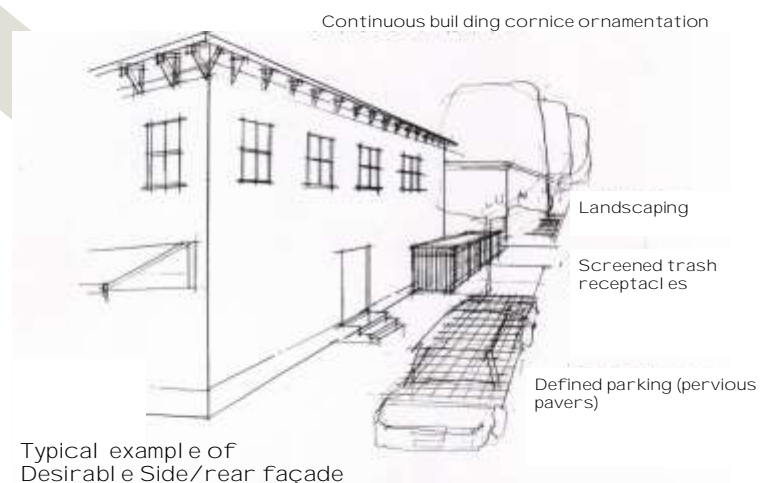 Continuous building cornice ornamentation
Landscaping
Screened trash
receptacles
Defined parking (pervious
pavers)
Typical example of
Desirable Side/rear façade